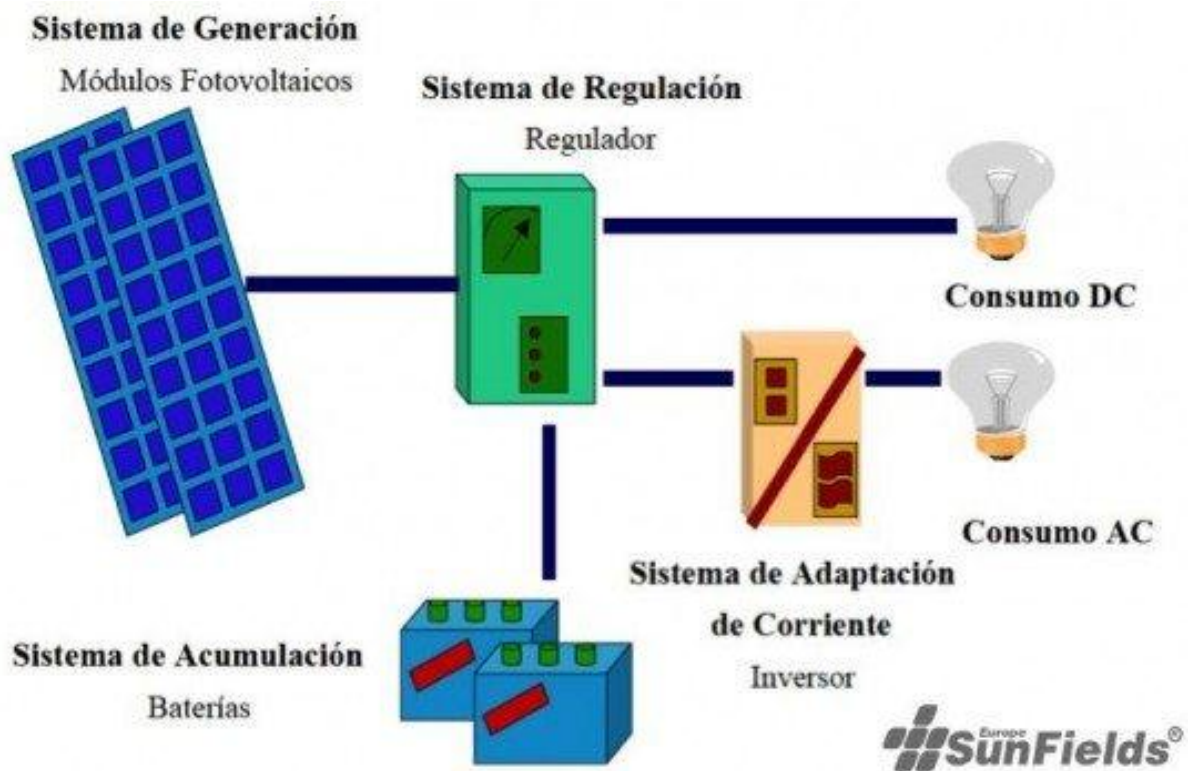 Sistema de Generación
Módulos Fotovoltaicos
Sistema de Regulación
Regulador
Consumo DC
Consumo AC
Sistema de Adaptación
de Corriente
Inversor
Sistema de Acumulación
Baterías
Europe
SunFields®